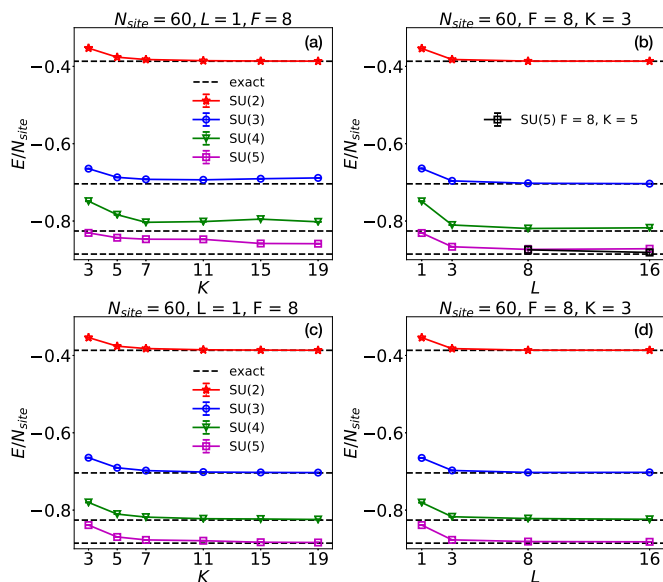 N_site = 60, L = 1, F = 8
(a)
E/N_site
−0.4
−0.6
−0.8
exact
SU(2)
SU(3)
SU(4)
SU(5)
3 5 7 11 15 19
K
N_site = 60, F = 8, K = 3
(b)
E/N_site
−0.4
−0.6
−0.8
SU(5) F = 8, K = 5
1 3 8 16
L
N_site = 60, L = 1, F = 8
(c)
E/N_site
−0.4
−0.6
−0.8
exact
SU(2)
SU(3)
SU(4)
SU(5)
3 5 7 11 15 19
K
N_site = 60, F = 8, K = 3
(d)
E/N_site
−0.4
−0.6
−0.8
1 3 8 16
L